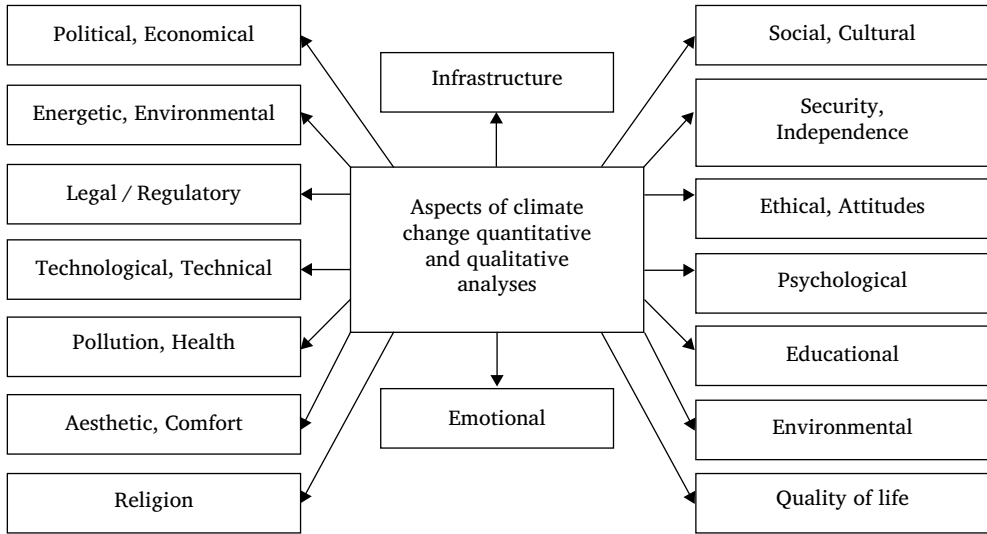 Political, Economical
Energetic, Environmental
Legal / Regulatory
Technological, Technical
Pollution, Health
Aesthetic, Comfort
Religion
Infrastructure
Aspects of climate
change quantitative
and qualitative
analyses
Emotional
Social, Cultural
Security,
Independence
Ethical, Attitudes
Psychological
Educational
Environmental
Quality of life